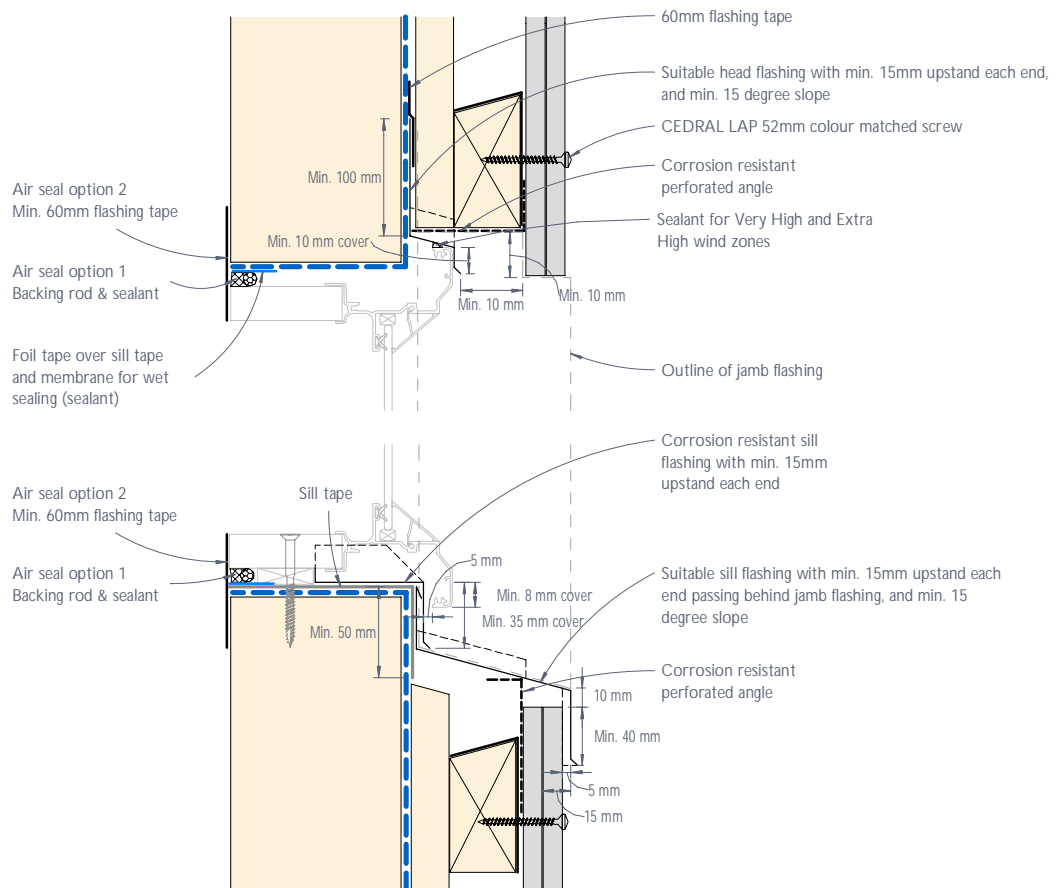 60mm flashing tape
Suitable head flashing with min. 15mm upstand each end,
and min. 15 degree slope
CEDRAL LAP 52mm colour matched screw
Corrosion resistant
perforated angle
Sealant for Very High and Extra
High wind zones
Min. 100 mm
Air seal option 2
Min. 60mm flashing tape
Min. 10 mm cover
Air seal option 1
Backing rod & sealant
Min. 10 mm
Min. 10 mm
Foil tape over sill tape
and membrane for wet
sealing (sealant)
Outline of jamb flashing
Corrosion resistant sill
flashing with min. 15mm
upstand each end
Air seal option 2
Min. 60mm flashing tape
Sill tape
5 mm
Air seal option 1
Backing rod & sealant
Min. 8 mm cover
Min. 35 mm cover
Min. 50 mm
Suitable sill flashing with min. 15mm upstand each
end passing behind jamb flashing, and min. 15
degree slope
Corrosion resistant
perforated angle
10 mm
Min. 40 mm
5 mm
15 mm